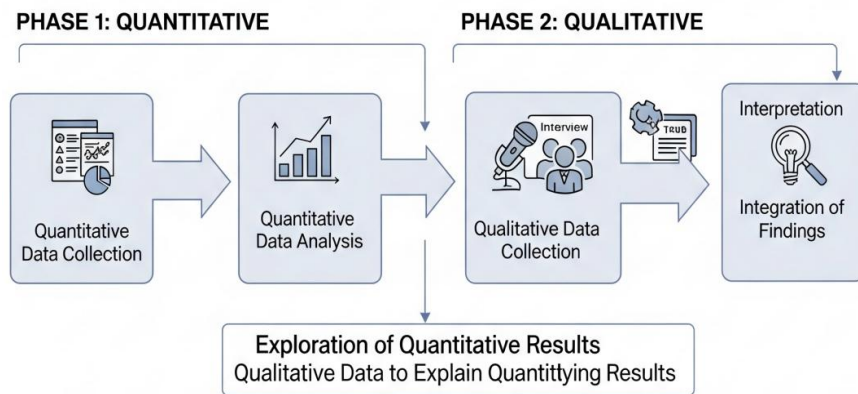 PHASE 1: QUANTITATIVE
PHASE 2: QUALITATIVE
Quantitative
Data Collection
Quantitative
Data Analysis
Interview
Qualitative Data
Collection
TRUB
Interpretation
Integration of
Findings
Exploration of Quantitative Results
Qualitative Data to Explain Quantittying Results